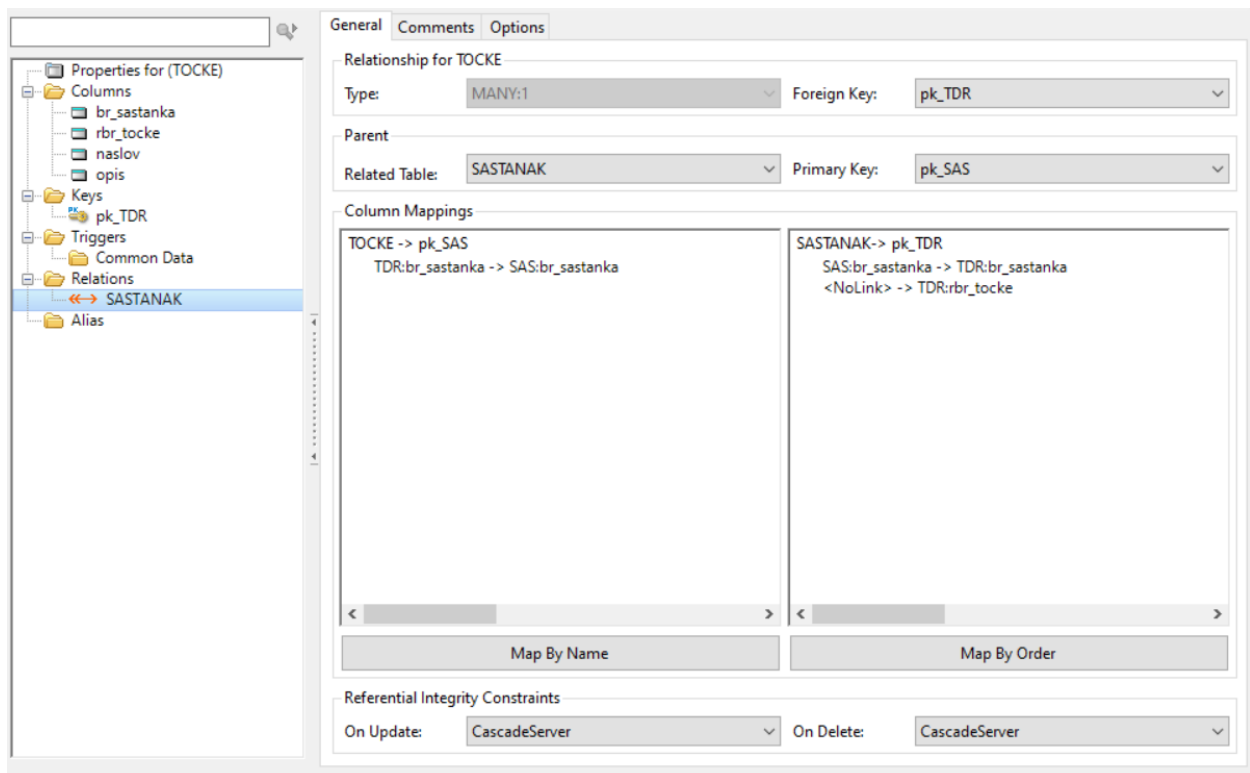 Properties for (TOCKE)
Columns
br_sastanka
rbr_tocke
naslov
opis
Keys
pk_TDR
Triggers
Common Data
Relations
SASTANAK
Alias
General Comments Options
Relationship for TOCKE
Type: MANY:1 Foreign Key: pk_TDR
Parent
Related Table: SASTANAK Primary Key: pk_SAS
Column Mappings
TOCKE -> pk_SAS
TDR:br_sastanka -> SAS:br_sastanka
SASTANAK-> pk_TDR
SAS:br_sastanka -> TDR:br_sastanka
<NoLink> -> TDR:rbr_tocke
Map By Name Map By Order
Referential Integrity Constraints
On Update: CascadeServer On Delete: CascadeServer